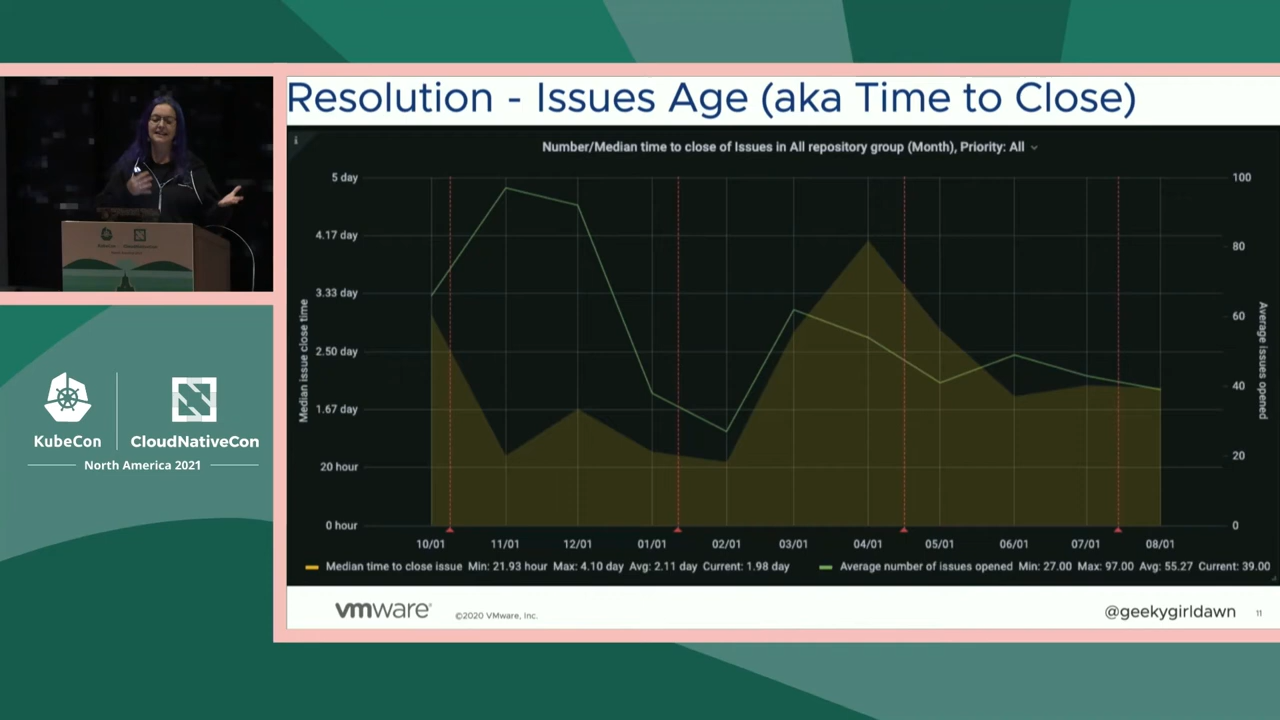 Resolution - Issues Age (aka Time to Close)
i
Number/Median time to close of Issues in All repository group (Month), Priority: All
5 day
4.17 day
3.33 day
2.50 day
1.67 day
20 hour
0 hour
Median issue close time
100
80
60
40
20
0
Average issues opened
10/01 11/01 12/01 01/01 02/01 03/01 04/01 05/01 06/01 07/01 08/01
Median time to close issue Min: 21.93 hour Max: 4.10 day Avg: 2.11 day Current: 1.98 day
Average number of issues opened Min: 27.00 Max: 97.00 Avg: 55.27 Current: 39.00
vmware®
©2020 VMware, Inc.
@geekygirldawn
11
KubeCon
CloudNativeCon
North America 2021